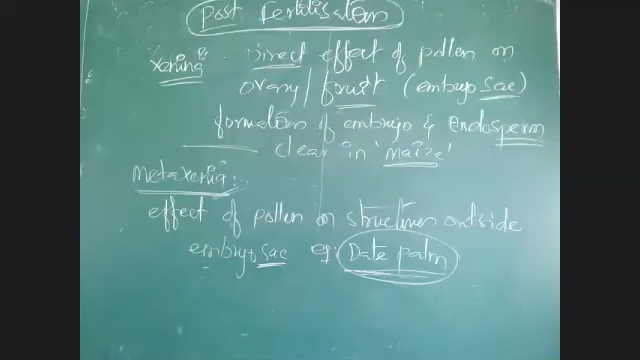 Post Fertilisation
Xenia: Direct effect of pollen on
ovary/fruit (embryo sac)
formation of embryo & endosperm
clear in 'Maize'
Metaxenia:
effect of pollen on structures outside
embryo sac eg: Date palm